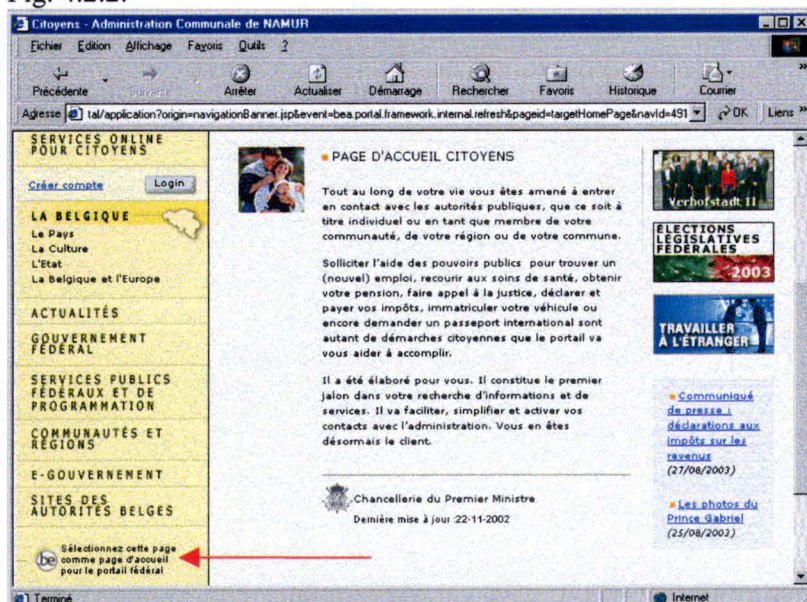 Fig. 4.2.2.
Citoyens - Administration Communale de NAMUR
Fichier Edition Affichage Favoris Outils ?
Précédente Suivante Arrêter Actualiser Démarrage Rechercher Favoris Historique Courrier »
Adresse tal/application?origin=navigationBanner.jsp&event=bea.portal.framework.internal.refresh&pageid=targetHomePage&navId=491 OK Liens »
SERVICES ONLINE
POUR CITOYENS
Créer compte Login
LA BELGIQUE
Le Pays
La Culture
L'Etat
La Belgique et l'Europe
ACTUALITÉS
GOUVERNEMENT
FÉDÉRAL
SERVICES PUBLICS
FÉDÉRAUX ET DE
PROGRAMMATION
COMMUNAUTÉS ET
RÉGIONS
E-GOUVERNEMENT
SITES DES
AUTORITÉS BELGES
be
Sélectionnez cette page
comme page d'accueil
pour le portail fédéral
PAGE D'ACCUEIL CITOYENS
Tout au long de votre vie vous êtes amené à entrer
en contact avec les autorités publiques, que ce soit à
titre individuel ou en tant que membre de votre
communauté, de votre région ou de votre commune.
Solliciter l'aide des pouvoirs publics pour trouver un
(nouvel) emploi, recourir aux soins de santé, obtenir
votre pension, faire appel à la justice, déclarer et
payer vos impôts, immatriculer votre véhicule ou
encore demander un passeport international sont
autant de démarches citoyennes que le portail va
vous aider à accomplir.
Il a été élaboré pour vous. Il constitue le premier
jalon dans votre recherche d'informations et de
services. Il va faciliter, simplifier et activer vos
contacts avec l'administration. Vous en êtes
désormais le client.
Chancellerie du Premier Ministre
Dernière mise à jour :22-11-2002
Verhofstadt II
ÉLECTIONS
LÉGISLATIVES
FÉDÉRALES
2003
TRAVAILLER
À L'ÉTRANGER
Communiqué
de presse :
déclarations aux
impôts sur les
revenus
(27/08/2003)
Les photos du
Prince Gabriel
(25/08/2003)
Terminé Internet